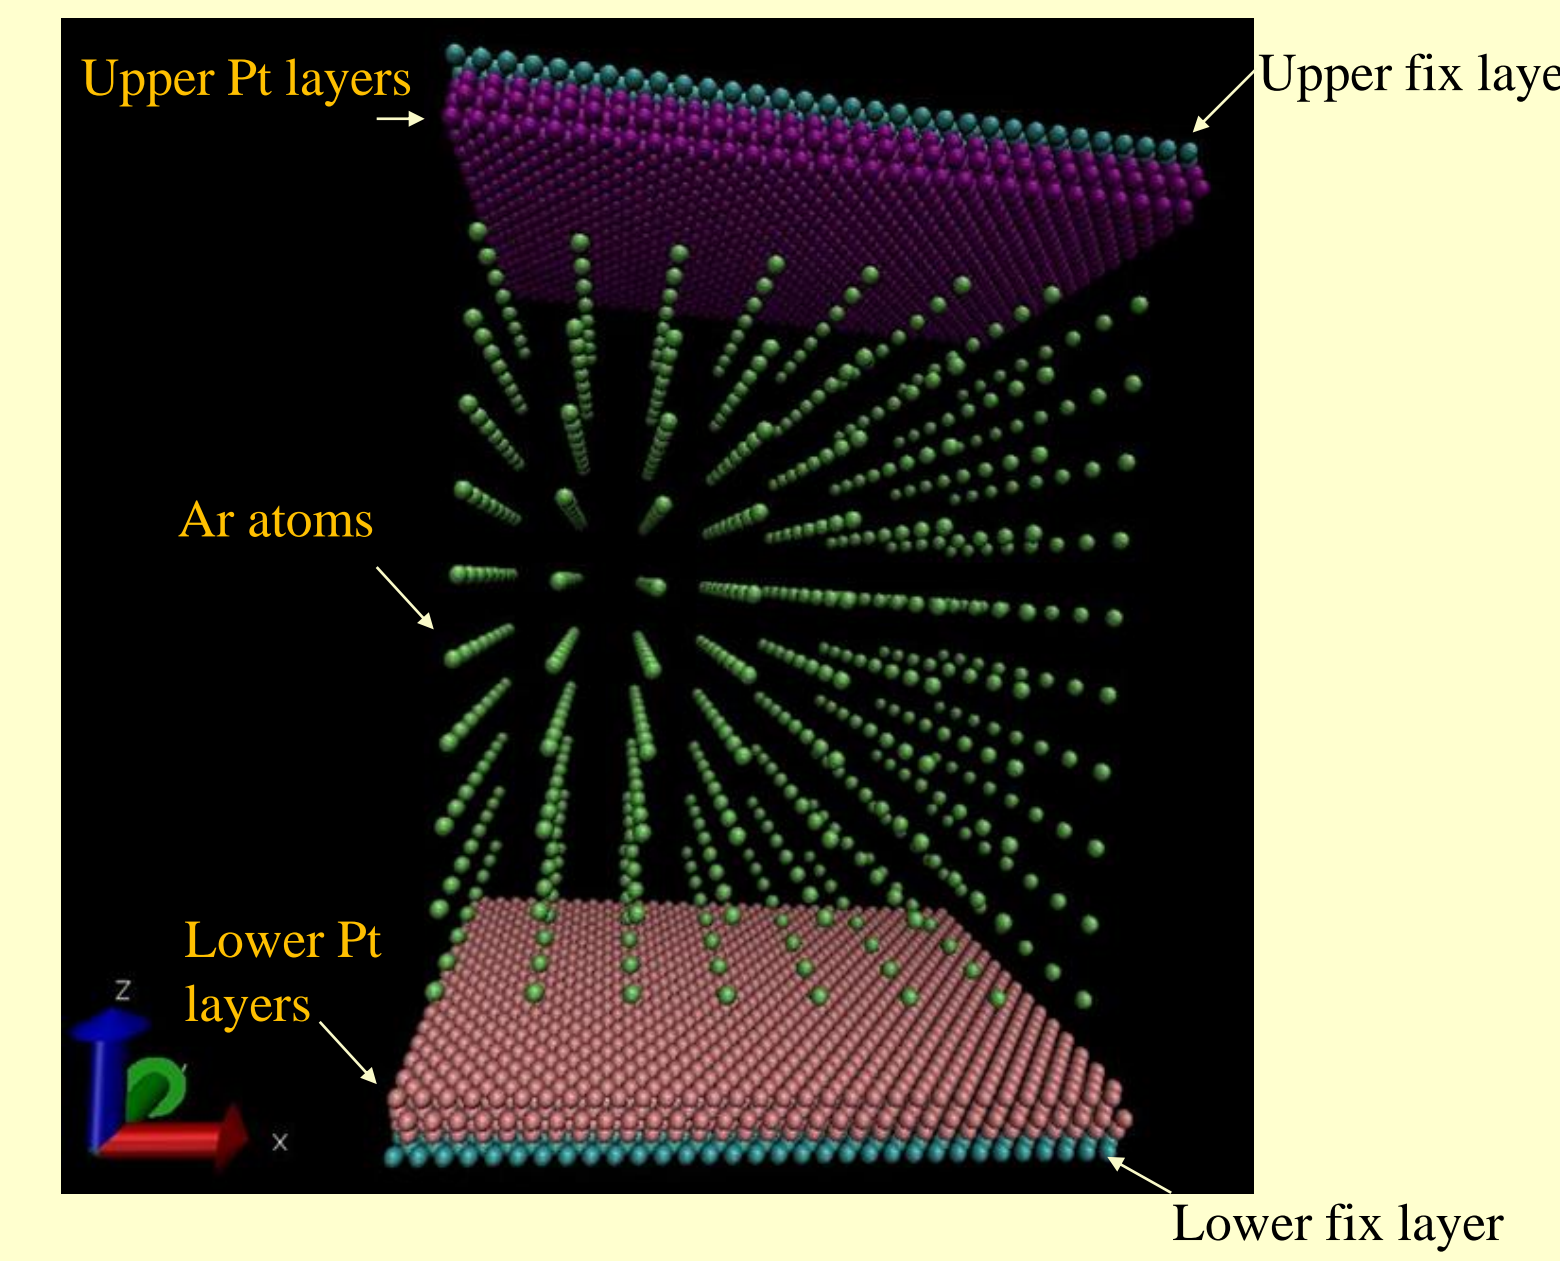 Upper Pt layers
Upper fix laye
Ar atoms
Lower Pt
layers
z
x
Lower fix layer